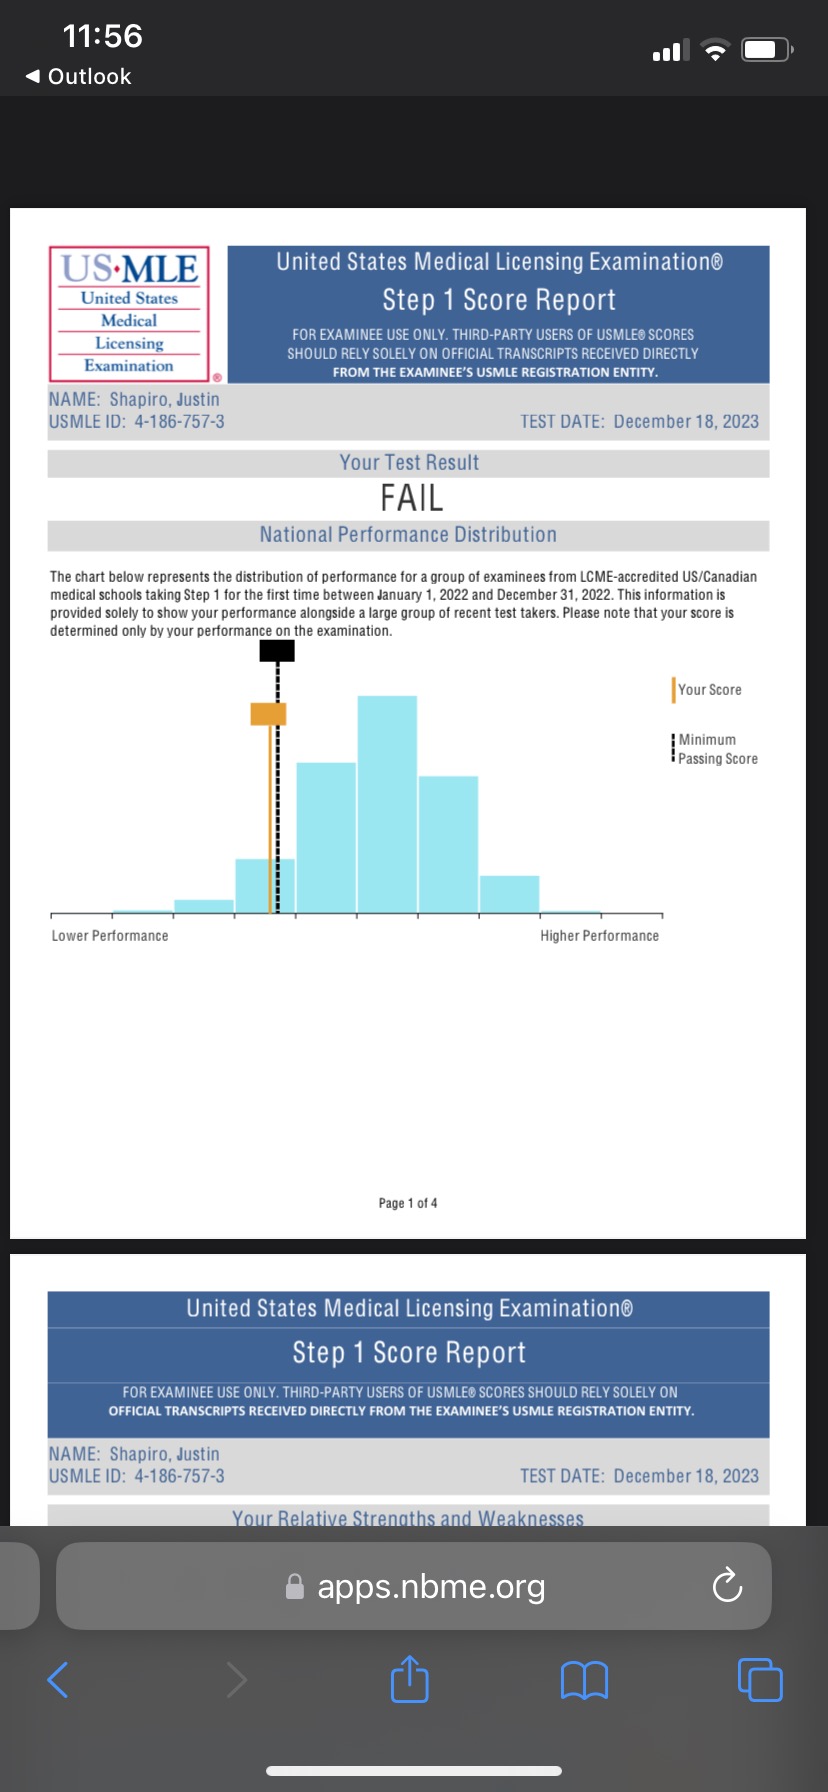 11:56
Outlook
US MLE
United States
Medical
Licensing
Examination
®
United States Medical Licensing Examination®
Step 1 Score Report
FOR EXAMINEE USE ONLY. THIRD-PARTY USERS OF USMLE® SCORES
SHOULD RELY SOLELY ON OFFICIAL TRANSCRIPTS RECEIVED DIRECTLY
FROM THE EXAMINEE'S USMLE REGISTRATION ENTITY.
NAME: Shapiro, Justin
USMLE ID: 4-186-757-3
TEST DATE: December 18, 2023
Your Test Result
FAIL
National Performance Distribution
The chart below represents the distribution of performance for a group of examinees from LCME-accredited US/Canadian
medical schools taking Step 1 for the first time between January 1, 2022 and December 31, 2022. This information is
provided solely to show your performance alongside a large group of recent test takers. Please note that your score is
determined only by your performance on the examination.
Your Score
Minimum
Passing Score
Lower Performance
Higher Performance
Page 1 of 4
United States Medical Licensing Examination®
Step 1 Score Report
FOR EXAMINEE USE ONLY. THIRD-PARTY USERS OF USMLE® SCORES SHOULD RELY SOLELY ON
OFFICIAL TRANSCRIPTS RECEIVED DIRECTLY FROM THE EXAMINEE'S USMLE REGISTRATION ENTITY.
NAME: Shapiro, Justin
USMLE ID: 4-186-757-3
TEST DATE: December 18, 2023
Your Relative Strengths and Weaknesses
apps.nbme.org